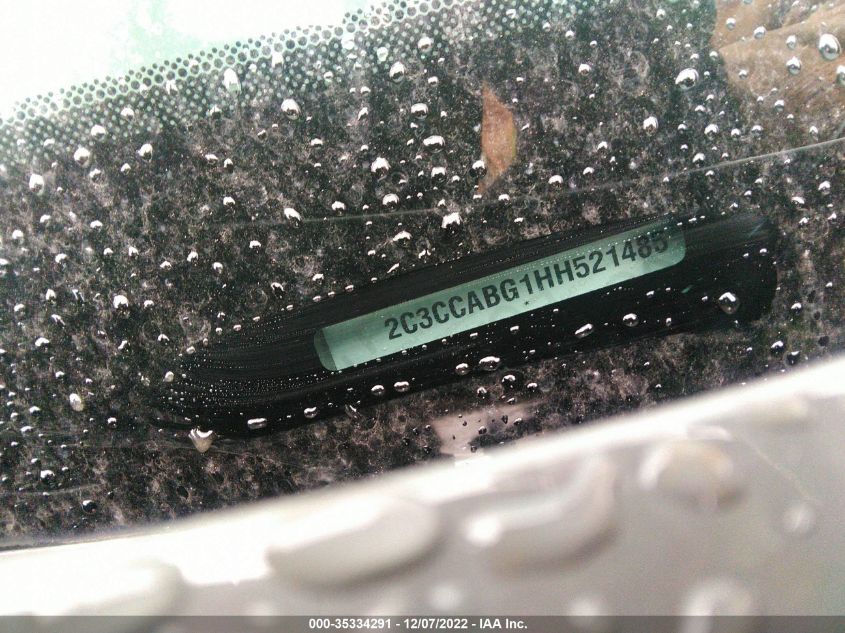 2C3CCABG1HH521485
000-35334291 - 12/07/2022 - IAA Inc.